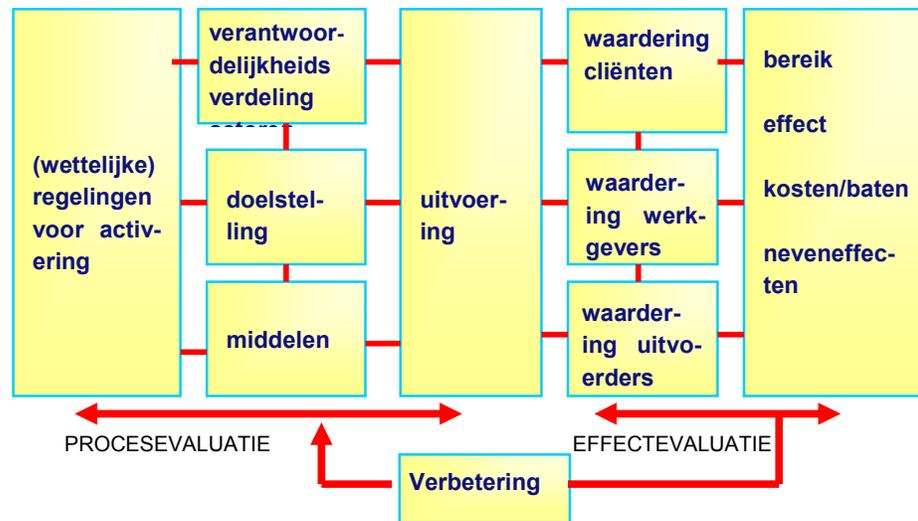 (wettelijke)
regelingen
voor activ-
ering
verantwoor-
delijkheids
verdeling
doelstel-
ling
middelen
uitvoer-
ing
waardering
cliënten
waarder-
ing werk-
gevers
waarder-
ing uitvo-
erders
bereik
effect
kosten/baten
neveneffec-
ten
PROCESEVALUATIE
EFFECTEVALUATIE
Verbetering